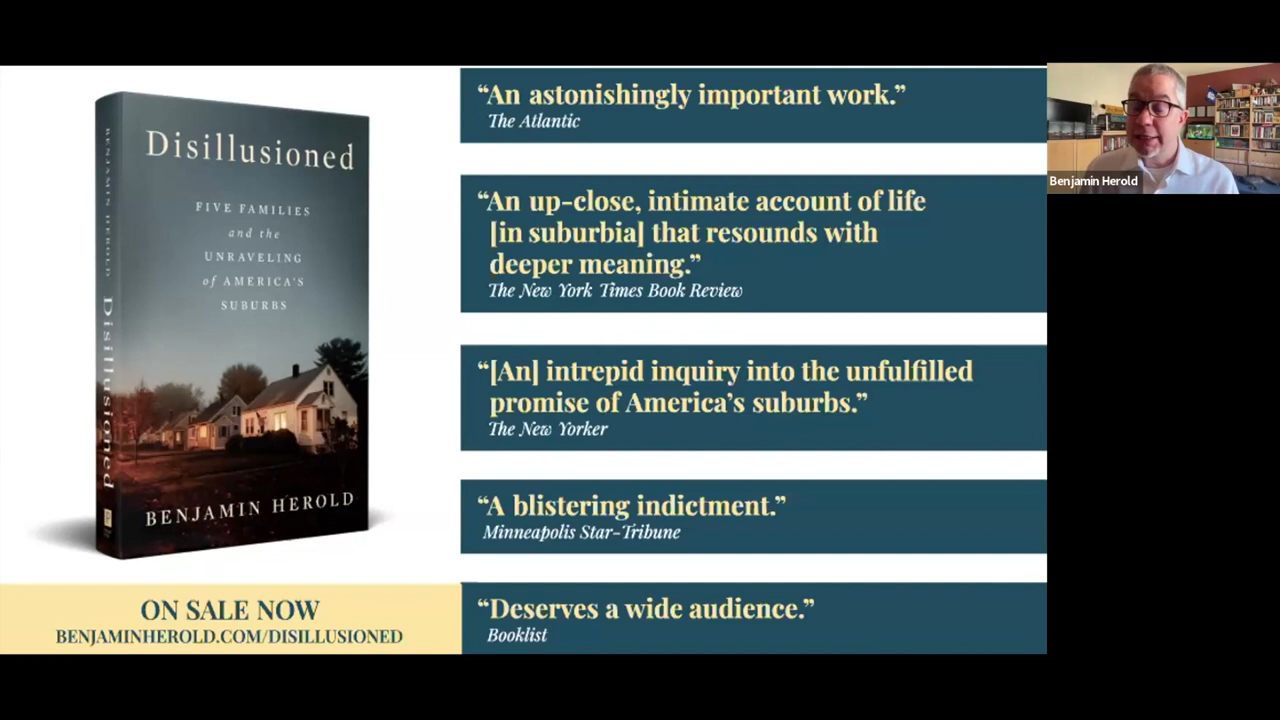 Disillusioned
FIVE FAMILIES
and the
UNRAVELING
of AMERICA'S
SUBURBS
BENJAMIN HEROLD
BENJAMIN HEROLD Disillusioned
ON SALE NOW
BENJAMINHEROLD.COM/DISILLUSIONED
“An astonishingly important work.”
The Atlantic
“An up-close, intimate account of life
[in suburbia] that resounds with
deeper meaning.”
The New York Times Book Review
“[An] intrepid inquiry into the unfulfilled
promise of America’s suburbs.”
The New Yorker
“A blistering indictment.”
Minneapolis Star-Tribune
“Deserves a wide audience.”
Booklist
Benjamin Herold